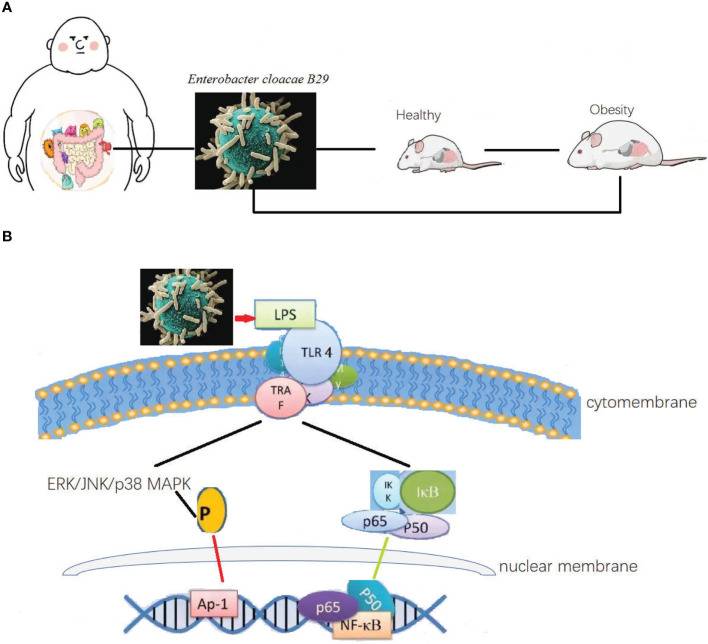 A
Enterobacter cloacae B29
Healthy
Obesity
B
LPS
TLR 4
TRA
F
K
cytomembrane
ERK/JNK/p38 MAPK
P
IK
K
IκB
p65
P50
nuclear membrane
Ap-1
p65
P50
NF-κB